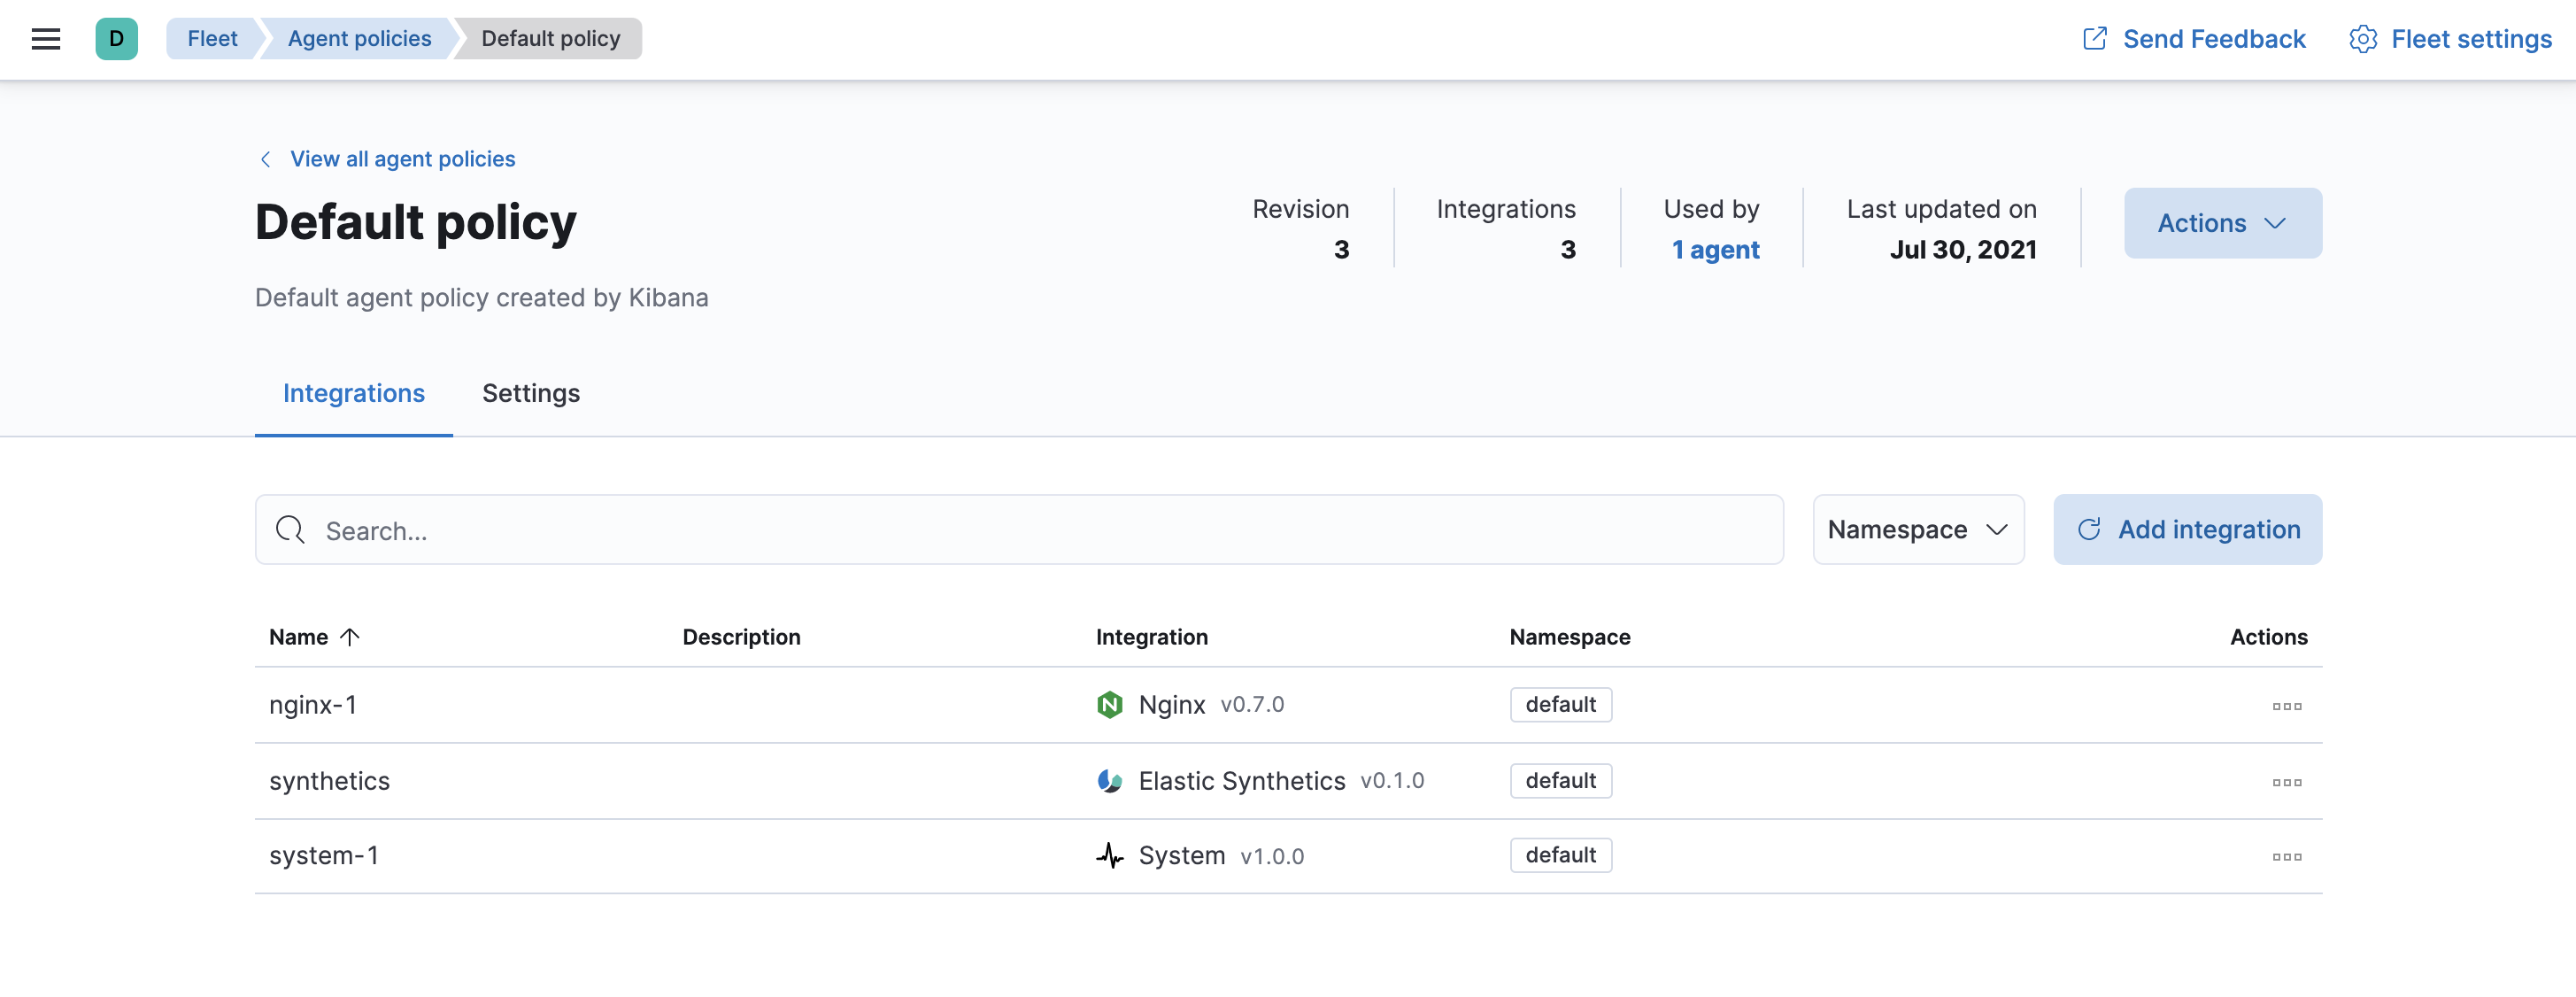 D Fleet Agent policies Default policy Send Feedback Fleet settings
View all agent policies
Default policy
Default agent policy created by Kibana
Revision
3
Integrations
3
Used by
1 agent
Last updated on
Jul 30, 2021
Actions
Integrations Settings
Search... Namespace Add integration
Name Description Integration Namespace Actions
nginx-1 Nginx v0.7.0 default
synthetics Elastic Synthetics v0.1.0 default
system-1 System v1.0.0 default